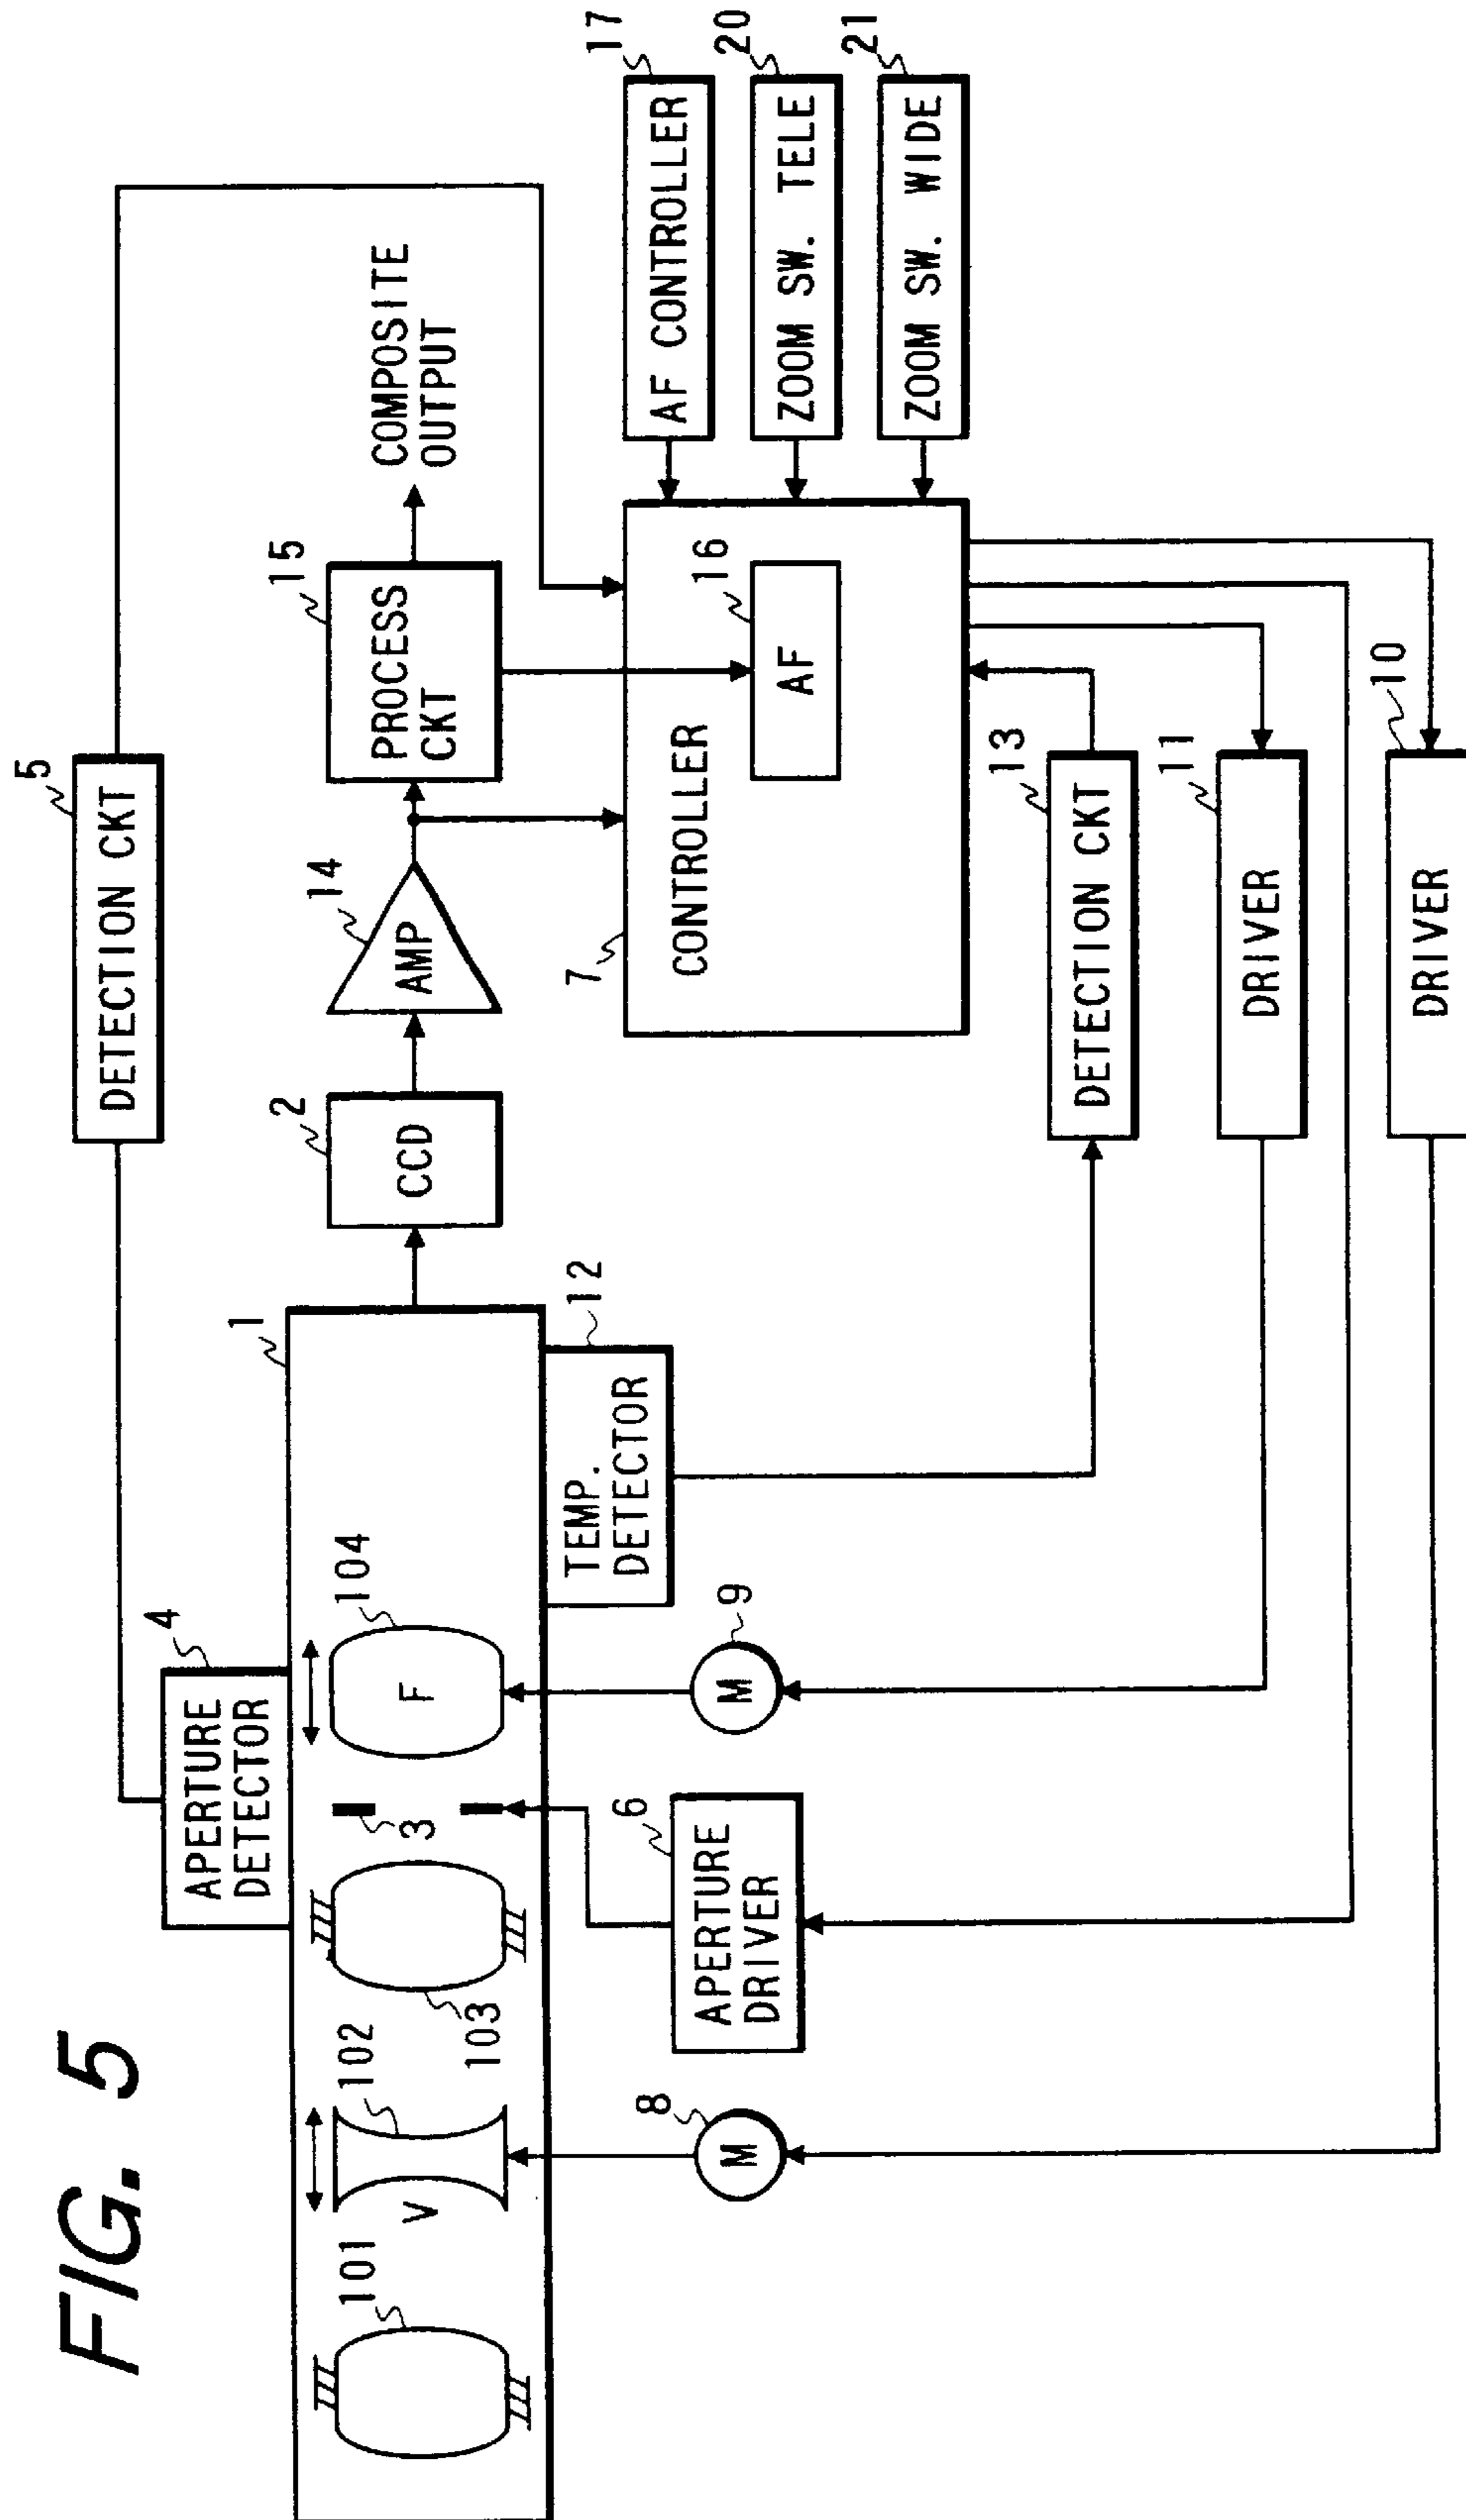 FIG. 5
5
DETECTION CKT
4
APERTURE
DETECTOR
1
101
V
102
103
3
F
104
2
CCD
14
AMP
15
PROCESS
CKT
COMPOSITE
OUTPUT
TEMP.
DETECTOR
12
7
CONTROLLER
16
AF
17
AF CONTROLLER
20
ZOOM SW. TELE
21
ZOOM SW. WIDE
8
M
6
APERTURE
DRIVER
9
M
13
DETECTION CKT
11
DRIVER
10
DRIVER